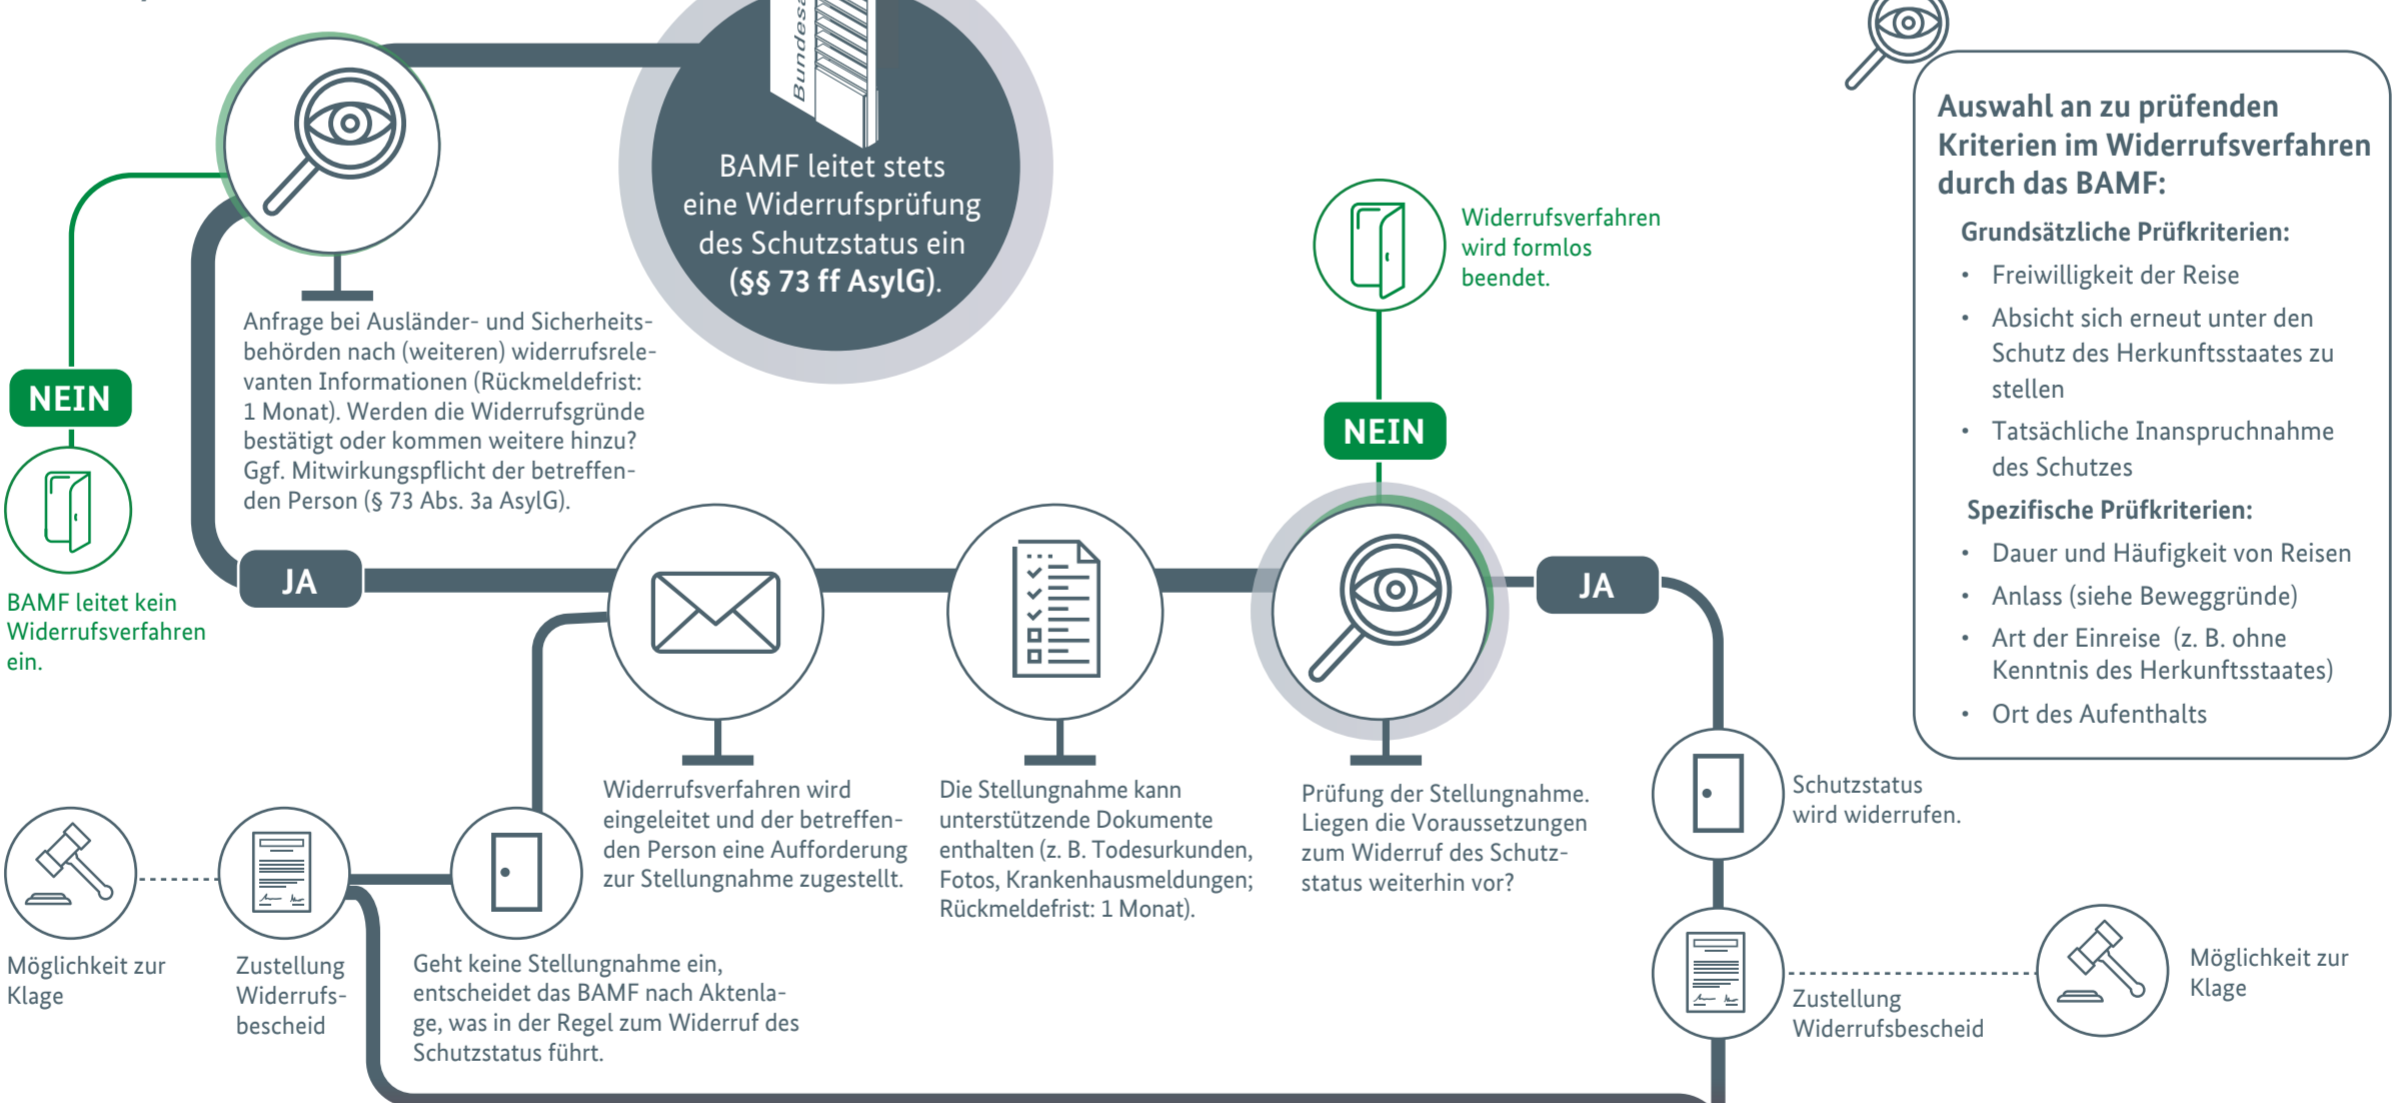 BAMF leitet stets
eine Widerrufsprüfung
des Schutzstatus ein
(§§ 73 ff AsylG).
Anfrage bei Ausländer- und Sicherheits-
behörden nach (weiteren) widerrufsrele-
vanten Informationen (Rückmeldefrist:
1 Monat). Werden die Widerrufsgründe
bestätigt oder kommen weitere hinzu?
Ggf. Mitwirkungspflicht der betreffen-
den Person (§ 73 Abs. 3a AsylG).
NEIN
BAMF leitet kein
Widerrufsverfahren
ein.
JA
Widerrufsverfahren wird
eingeleitet und der betreffen-
den Person eine Aufforderung
zur Stellungnahme zugestellt.
Die Stellungnahme kann
unterstützende Dokumente
enthalten (z. B. Todesurkunden,
Fotos, Krankenhausmeldungen;
Rückmeldefrist: 1 Monat).
Prüfung der Stellungnahme.
Liegen die Voraussetzungen
zum Widerruf des Schutz-
status weiterhin vor?
NEIN
Widerrufsverfahren
wird formlos
beendet.
JA
Schutzstatus
wird widerrufen.
Zustellung
Widerrufsbescheid
Möglichkeit zur
Klage
Geht keine Stellungnahme ein,
entscheidet das BAMF nach Aktenla-
ge, was in der Regel zum Widerruf des
Schutzstatus führt.
Zustellung
Widerrufs-
bescheid
Möglichkeit zur
Klage
Auswahl an zu prüfenden
Kriterien im Widerrufsverfahren
durch das BAMF:
Grundsätzliche Prüfkriterien:
• Freiwilligkeit der Reise
• Absicht sich erneut unter den
Schutz des Herkunftsstaates zu
stellen
• Tatsächliche Inanspruchnahme
des Schutzes
Spezifische Prüfkriterien:
• Dauer und Häufigkeit von Reisen
• Anlass (siehe Beweggründe)
• Art der Einreise (z. B. ohne
Kenntnis des Herkunftsstaates)
• Ort des Aufenthalts